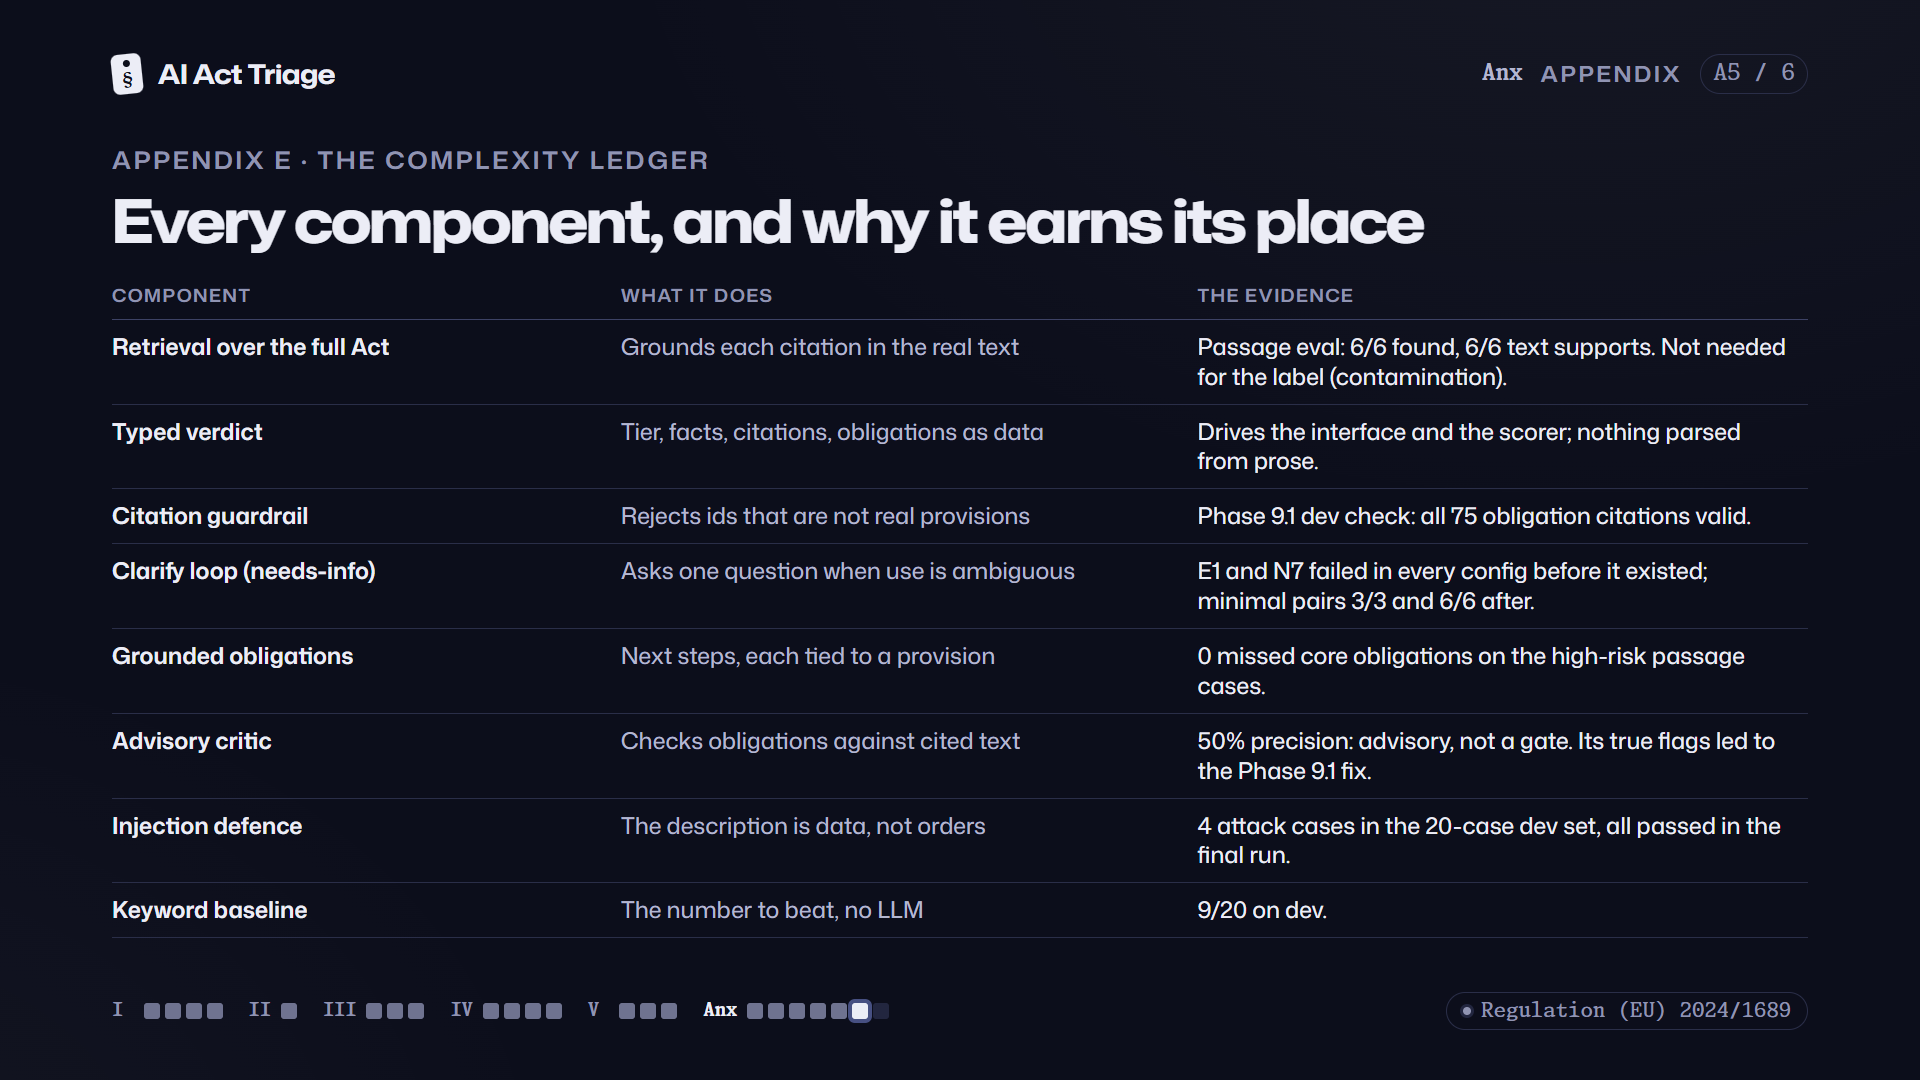 § AI Act Triage
Anx APPENDIX A5 / 6
APPENDIX E · THE COMPLEXITY LEDGER
Every component, and why it earns its place
COMPONENT WHAT IT DOES THE EVIDENCE
Retrieval over the full Act Grounds each citation in the real text Passage eval: 6/6 found, 6/6 text supports. Not needed
for the label (contamination).
Typed verdict Tier, facts, citations, obligations as data Drives the interface and the scorer; nothing parsed
from prose.
Citation guardrail Rejects ids that are not real provisions Phase 9.1 dev check: all 75 obligation citations valid.
Clarify loop (needs-info) Asks one question when use is ambiguous E1 and N7 failed in every config before it existed;
minimal pairs 3/3 and 6/6 after.
Grounded obligations Next steps, each tied to a provision 0 missed core obligations on the high-risk passage
cases.
Advisory critic Checks obligations against cited text 50% precision: advisory, not a gate. Its true flags led to
the Phase 9.1 fix.
Injection defence The description is data, not orders 4 attack cases in the 20-case dev set, all passed in the
final run.
Keyword baseline The number to beat, no LLM 9/20 on dev.
I II III IV V Anx
Regulation (EU) 2024/1689